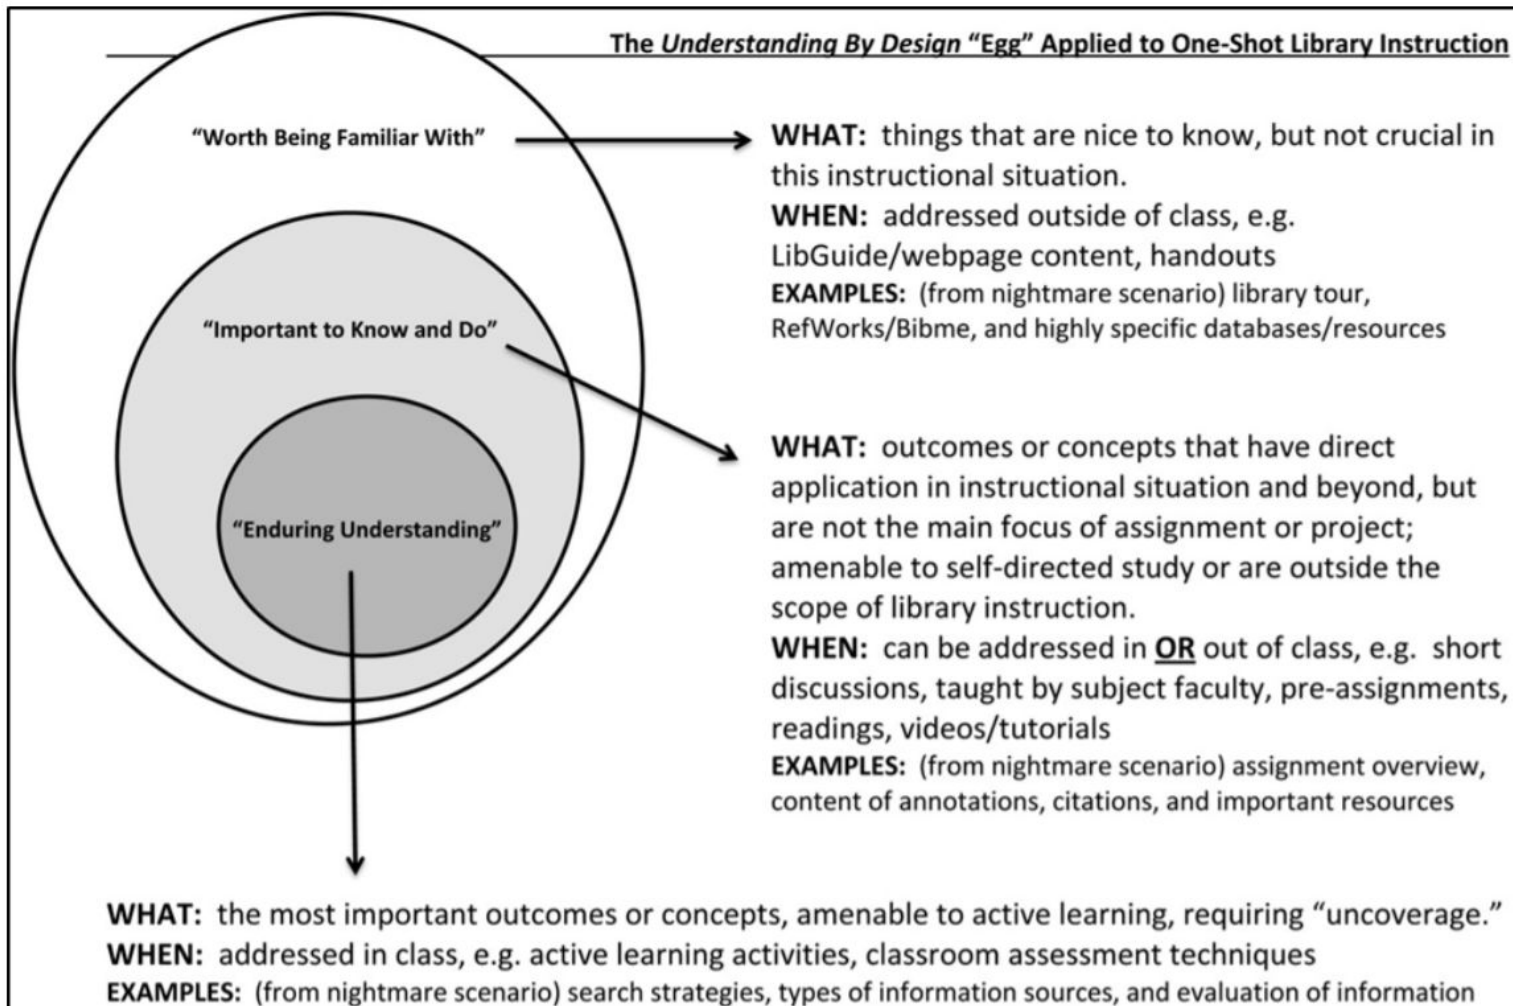 The Understanding By Design “Egg” Applied to One-Shot Library Instruction
“Worth Being Familiar With”
WHAT: things that are nice to know, but not crucial in
this instructional situation.
WHEN: addressed outside of class, e.g.
LibGuide/webpage content, handouts
EXAMPLES: (from nightmare scenario) library tour,
RefWorks/Bibme, and highly specific databases/resources
“Important to Know and Do”
WHAT: outcomes or concepts that have direct
application in instructional situation and beyond, but
are not the main focus of assignment or project;
amenable to self-directed study or are outside the
scope of library instruction.
WHEN: can be addressed in OR out of class, e.g. short
discussions, taught by subject faculty, pre-assignments,
readings, videos/tutorials
EXAMPLES: (from nightmare scenario) assignment overview,
content of annotations, citations, and important resources
“Enduring Understanding”
WHAT: the most important outcomes or concepts, amenable to active learning, requiring “uncoverage.”
WHEN: addressed in class, e.g. active learning activities, classroom assessment techniques
EXAMPLES: (from nightmare scenario) search strategies, types of information sources, and evaluation of information